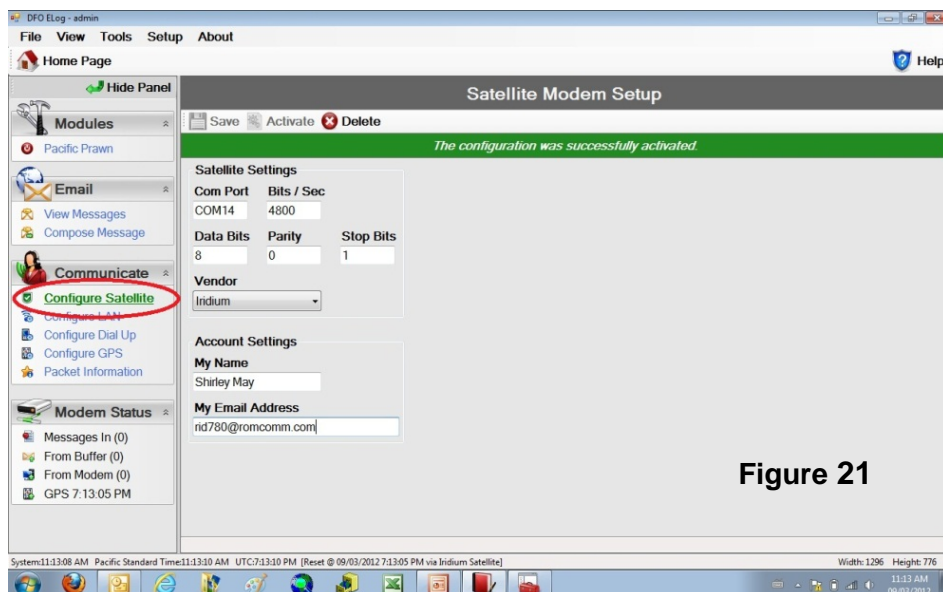 DFO ELog - admin
File View Tools Setup About
Home Page
Help
Hide Panel
Modules
Pacific Prawn
Email
View Messages
Compose Message
Communicate
Configure Satellite
Configure LAN
Configure Dial Up
Configure GPS
Packet Information
Modem Status
Messages In (0)
From Buffer (0)
From Modem (0)
GPS 7:13:05 PM
Satellite Modem Setup
Save Activate Delete
The configuration was successfully activated.
Satellite Settings
Com Port Bits / Sec
COM14 4800
Data Bits Parity Stop Bits
8 0 1
Vendor
Iridium
Account Settings
My Name
Shirley May
My Email Address
rid780@romcomm.com
Figure 21
System:11:13:08 AM Pacific Standard Time:11:13:10 AM UTC:7:13:10 PM [Reset @ 09/03/2012 7:13:05 PM via Iridium Satellite] Width: 1296 Height: 776
11:13 AM
09/03/2012